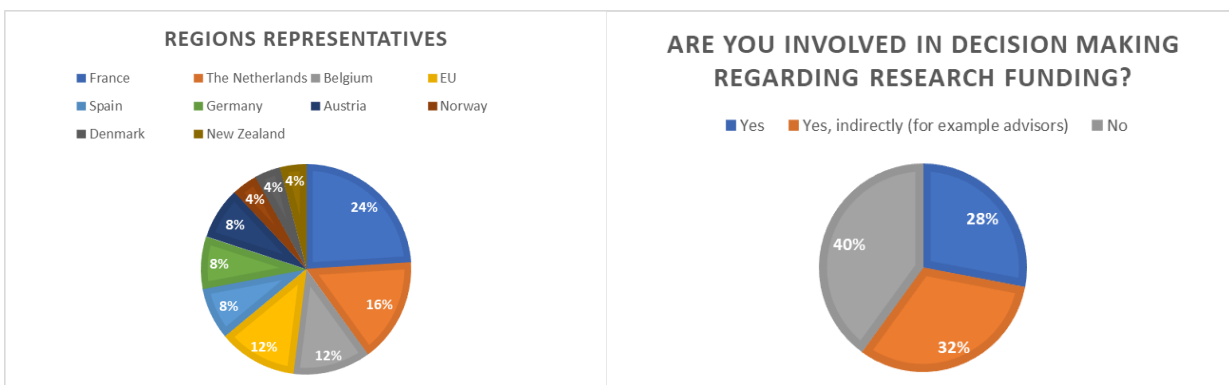 REGIONS REPRESENTATIVES
France The Netherlands Belgium EU
Spain Germany Austria Norway
Denmark New Zealand
24%
16%
12%
12%
8%
8%
8%
4%
4%
4%
ARE YOU INVOLVED IN DECISION MAKING
REGARDING RESEARCH FUNDING?
Yes Yes, indirectly (for example advisors) No
28%
32%
40%